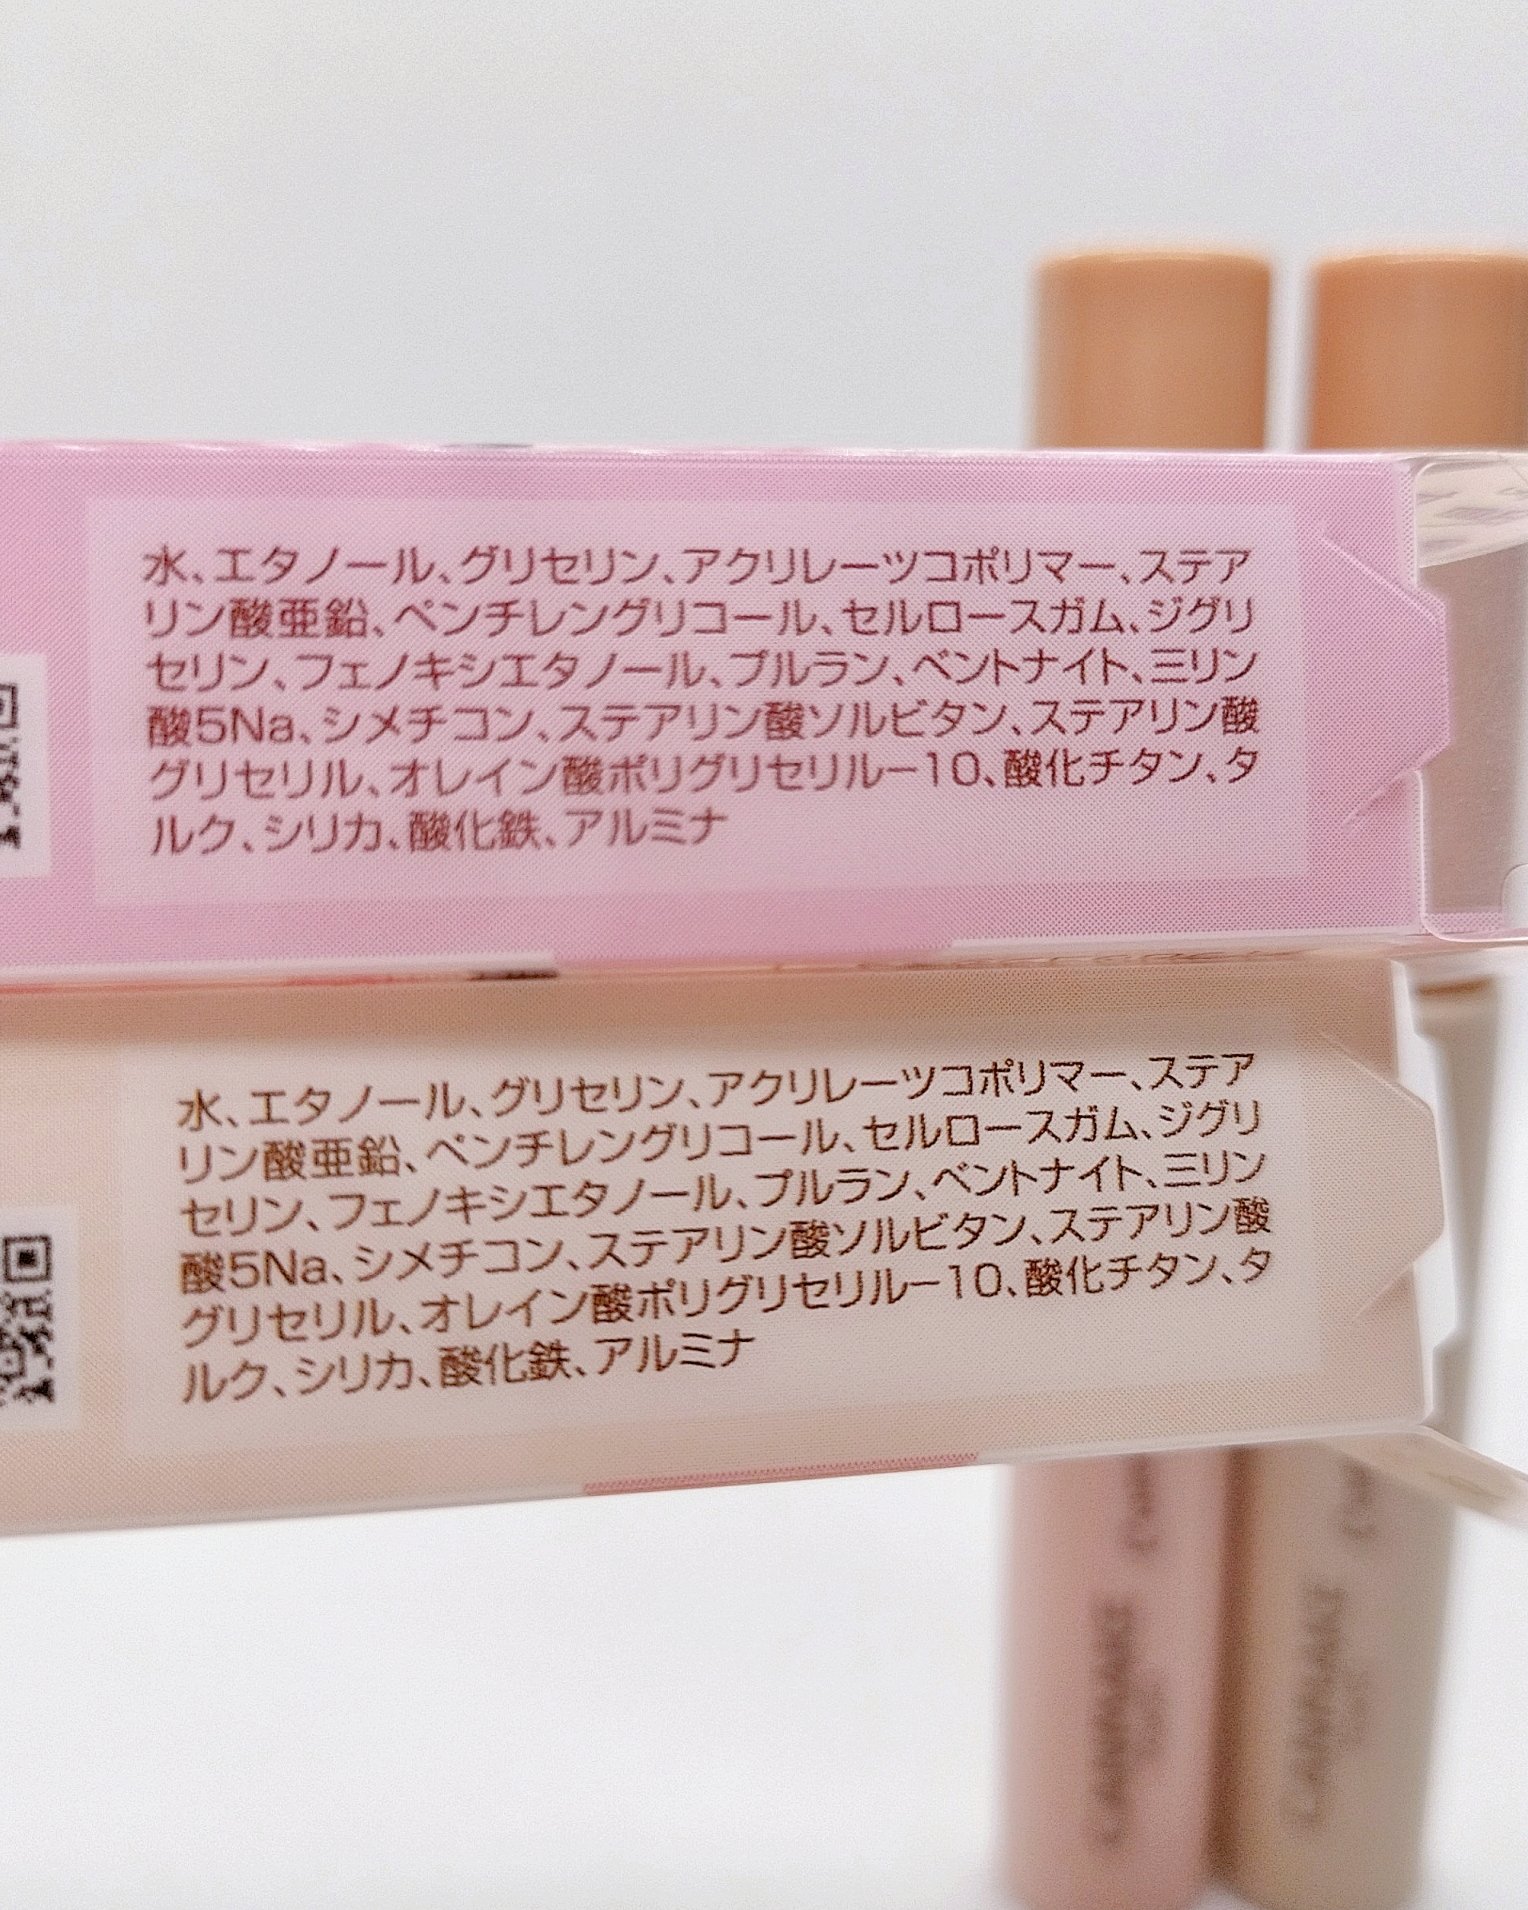 水、エタノール、グリセリン、アクリレーツコポリマー、ステア
リン酸亜鉛、ペンチレングリコール、セルロースガム、ジグリ
セリン、フェノキシエタノール、プルラン、ベントナイト、三リン
酸5Na、シメチコン、ステアリン酸ソルビタン、ステアリン酸
グリセリル、オレイン酸ポリグリセリル−10、酸化チタン、タ
ルク、シリカ、酸化鉄、アルミナ
水、エタノール、グリセリン、アクリレーツコポリマー、ステア
リン酸亜鉛、ペンチレングリコール、セルロースガム、ジグリ
セリン、フェノキシエタノール、プルラン、ベントナイト、三リン
酸5Na、シメチコン、ステアリン酸ソルビタン、ステアリン酸
グリセリル、オレイン酸ポリグリセリル−10、酸化チタン、タ
ルク、シリカ、酸化鉄、アルミナ
CANMAKE
CANMAKE